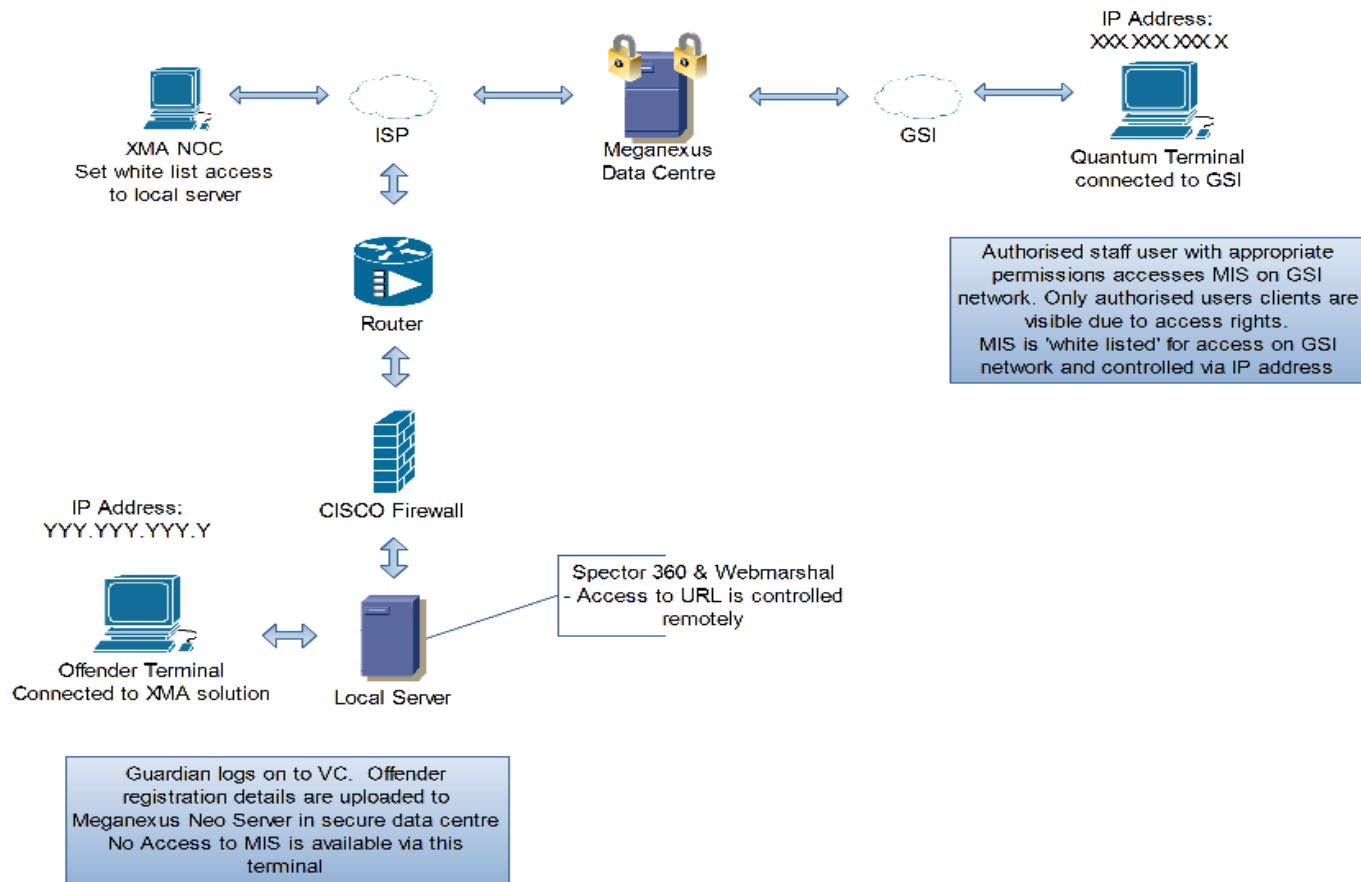 IP Address:
XXX.XXX.XXX.X
XMA NOC
Set white list access
to local server
ISP
Meganexus
Data Centre
GSI
Quantum Terminal
connected to GSI
Authorised staff user with appropriate
permissions accesses MIS on GSI
network. Only authorised users clients are
visible due to access rights.
MIS is 'white listed' for access on GSI
network and controlled via IP address
Router
CISCO Firewall
IP Address:
YYY.YYY.YYY.Y
Spector 360 & Webmarshal
- Access to URL is controlled
remotely
Offender Terminal
Connected to XMA solution
Local Server
Guardian logs on to VC. Offender
registration details are uploaded to
Meganexus Neo Server in secure data centre
No Access to MIS is available via this
terminal